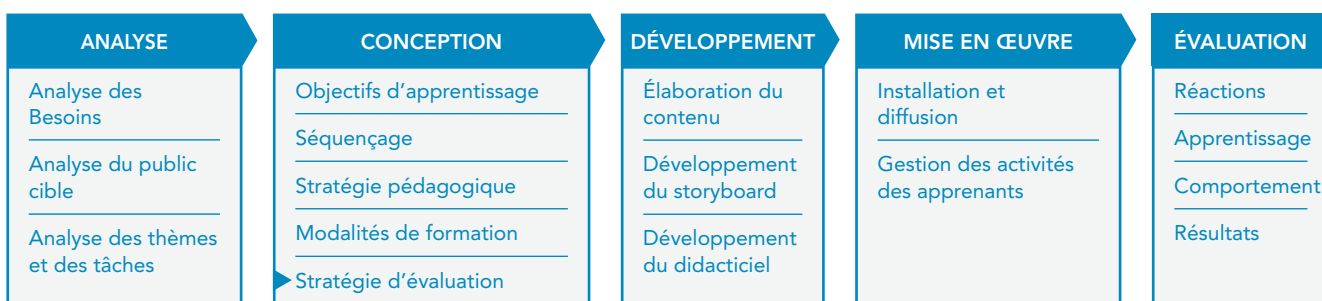 ANALYSE
Analyse des
Besoins
Analyse du public
cible
Analyse des thèmes
et des tâches
CONCEPTION
Objectifs d'apprentissage
Séquençage
Stratégie pédagogique
Modalités de formation
Stratégie d'évaluation
DÉVELOPPEMENT
Élaboration du
contenu
Développement
du storyboard
Développement
du didacticiel
MISE EN ŒUVRE
Installation et
diffusion
Gestion des activités
des apprenants
ÉVALUATION
Réactions
Apprentissage
Comportement
Résultats